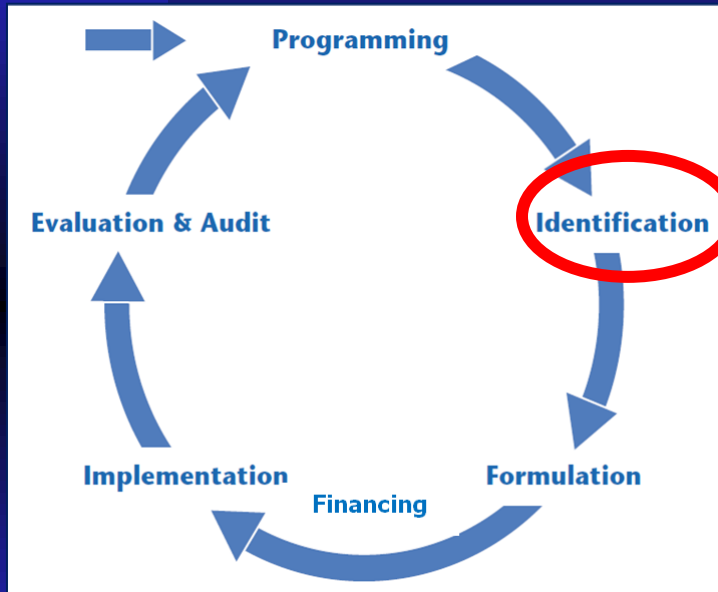 Programming
Identification
Formulation
Financing
Implementation
Evaluation & Audit